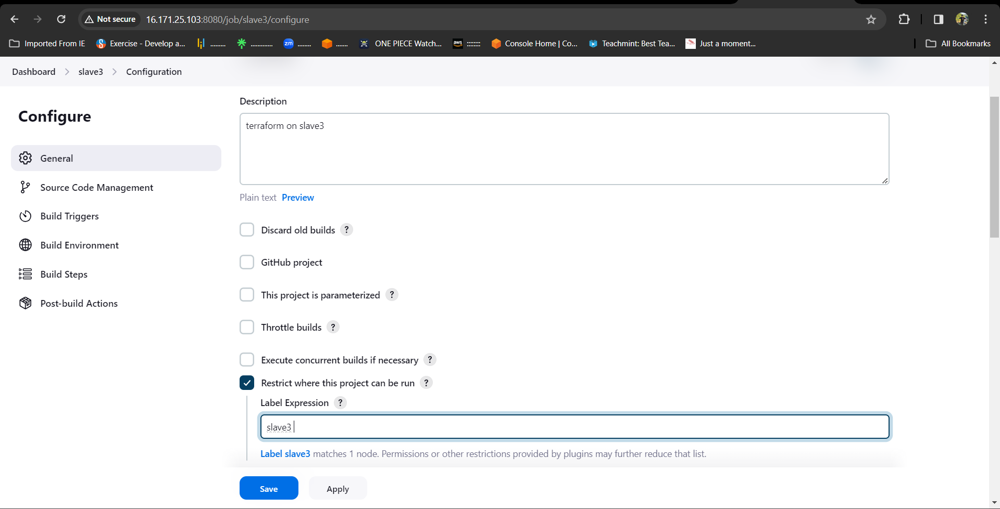 Not secure 16.171.25.103:8080/job/slave3/configure
Imported From IE Exercise - Develop a... ......... ............. zm ........ ....... ONE PIECE Watch... aws :::::::: Console Home | Co... Teachmint: Best Tea... Just a moment... All Bookmarks
Dashboard slave3 Configuration
Configure
General
Source Code Management
Build Triggers
Build Environment
Build Steps
Post-build Actions
Description
terraform on slave3
Plain text Preview
Discard old builds ?
GitHub project
This project is parameterized ?
Throttle builds ?
Execute concurrent builds if necessary ?
Restrict where this project can be run ?
Label Expression ?
slave3
Label slave3 matches 1 node. Permissions or other restrictions provided by plugins may further reduce that list.
Save Apply